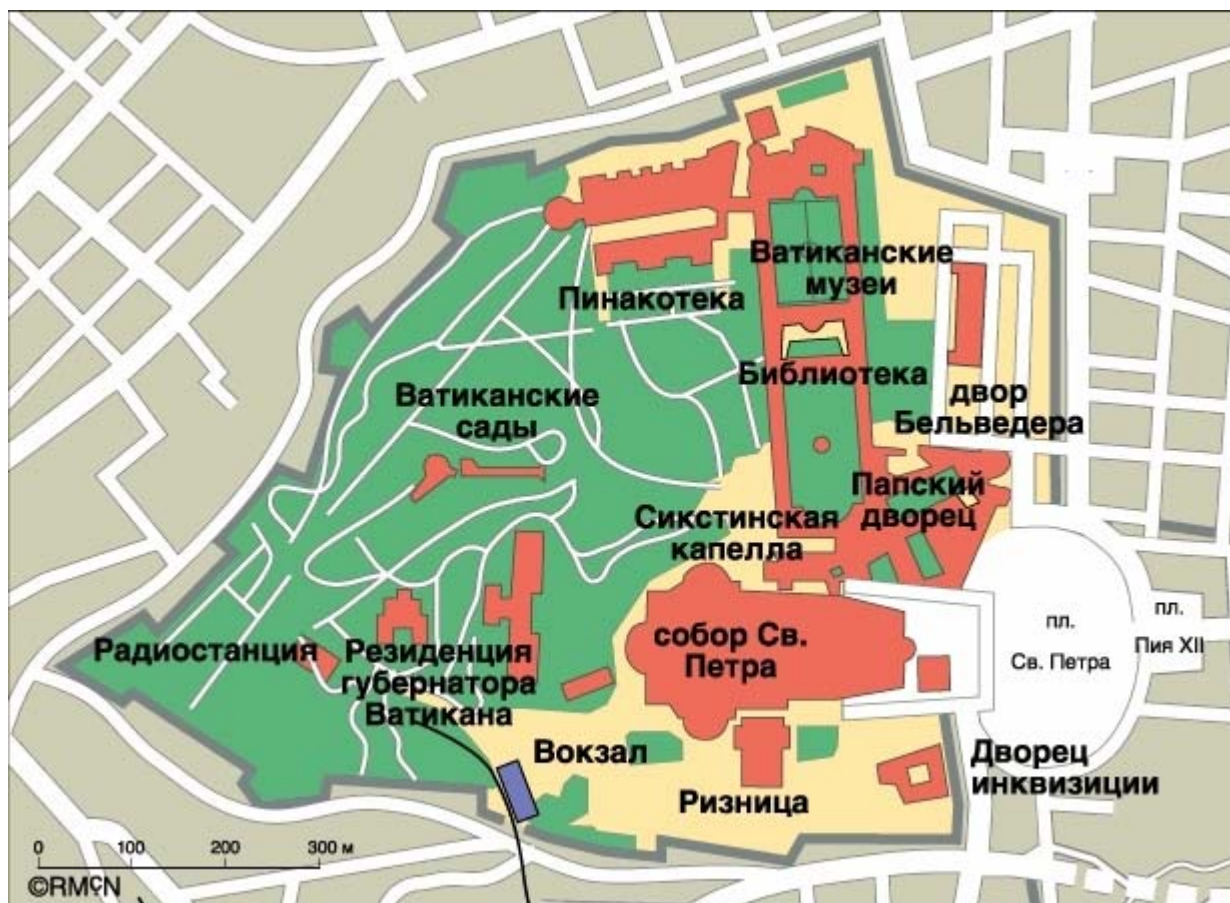 Ватиканские
музеи
Пинакотека
Библиотека
двор
Бельведера
Ватиканские
сады
Папский
дворец
Сикстинская
капелла
собор Св.
Петра
пл.
Св. Петра
пл.
Пия XII
Радиостанция
Резиденция
губернатора
Ватикана
Вокзал
Ризница
Дворец
инквизиции
0 100 200 300 м